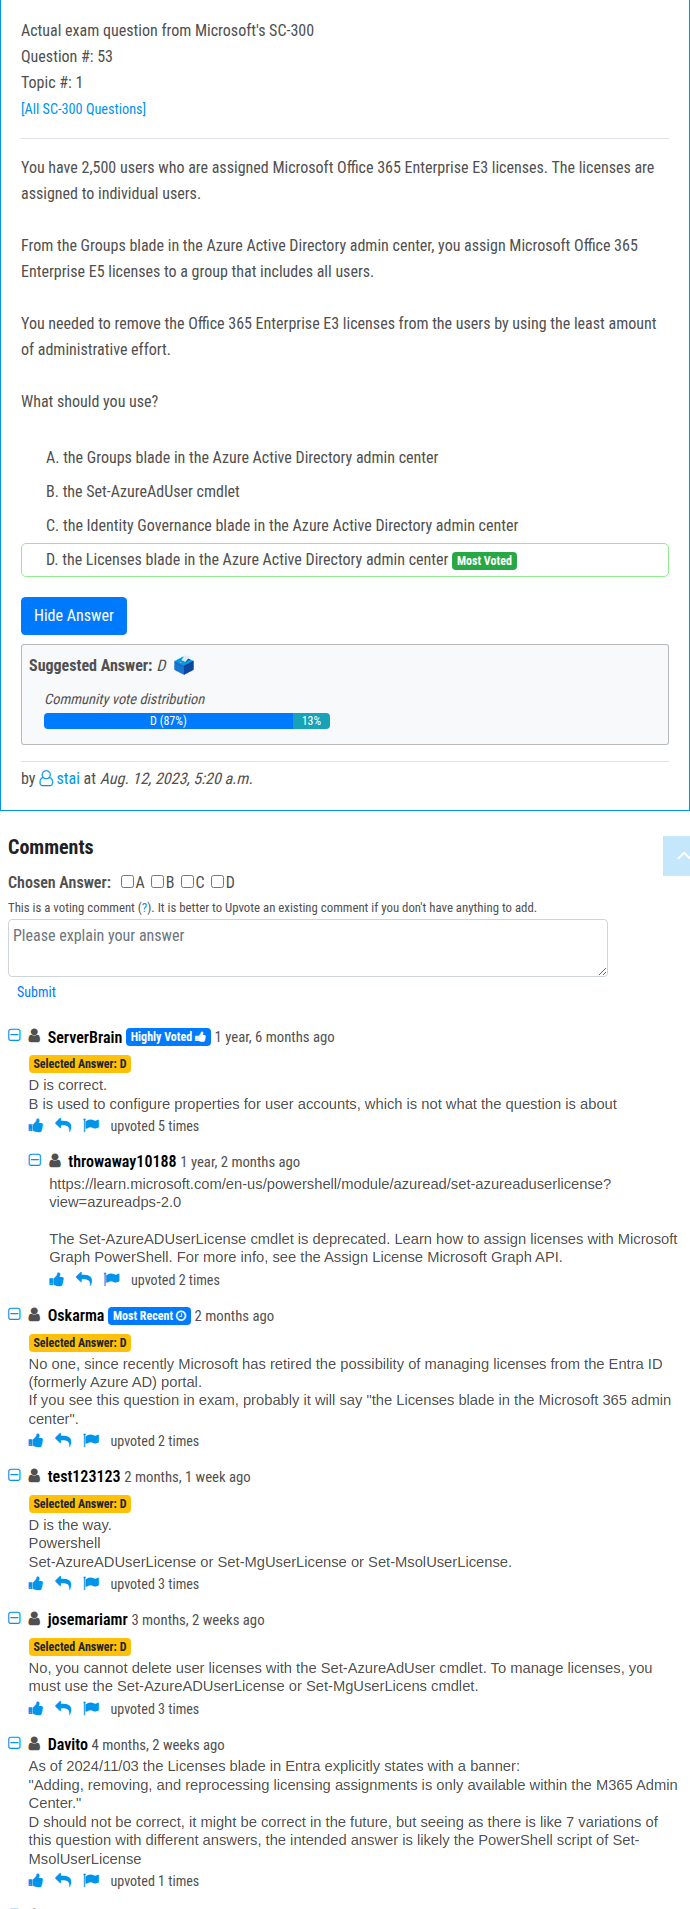 Actual exam question from Microsoft's SC-300
Question #: 53
Topic #: 1
[All SC-300 Questions]
You have 2,500 users who are assigned Microsoft Office 365 Enterprise E3 licenses. The licenses are
assigned to individual users.
From the Groups blade in the Azure Active Directory admin center, you assign Microsoft Office 365
Enterprise E5 licenses to a group that includes all users.
You needed to remove the Office 365 Enterprise E3 licenses from the users by using the least amount
of administrative effort.
What should you use?
A. the Groups blade in the Azure Active Directory admin center
B. the Set-AzureAdUser cmdlet
C. the Identity Governance blade in the Azure Active Directory admin center
D. the Licenses blade in the Azure Active Directory admin center Most Voted
Hide Answer
Suggested Answer: D
Community vote distribution
D (87%) 13%
by stai at Aug. 12, 2023, 5:20 a.m.
Comments
Chosen Answer: A B C D
This is a voting comment (?). It is better to Upvote an existing comment if you don't have anything to add.
Please explain your answer
Submit
ServerBrain Highly Voted 1 year, 6 months ago
Selected Answer: D
D is correct.
B is used to configure properties for user accounts, which is not what the question is about
upvoted 5 times
throwaway10188 1 year, 2 months ago
https://learn.microsoft.com/en-us/powershell/module/azuread/set-azureaduserlicense?
view=azureadps-2.0
The Set-AzureADUserLicense cmdlet is deprecated. Learn how to assign licenses with Microsoft
Graph PowerShell. For more info, see the Assign License Microsoft Graph API.
upvoted 2 times
Oskarma Most Recent 2 months ago
Selected Answer: D
No one, since recently Microsoft has retired the possibility of managing licenses from the Entra ID
(formerly Azure AD) portal.
If you see this question in exam, probably it will say "the Licenses blade in the Microsoft 365 admin
center".
upvoted 2 times
test123123 2 months, 1 week ago
Selected Answer: D
D is the way.
Powershell
Set-AzureADUserLicense or Set-MgUserLicense or Set-MsolUserLicense.
upvoted 3 times
josemariamr 3 months, 2 weeks ago
Selected Answer: D
No, you cannot delete user licenses with the Set-AzureAdUser cmdlet. To manage licenses, you
must use the Set-AzureADUserLicense or Set-MgUserLicens cmdlet.
upvoted 3 times
Davito 4 months, 2 weeks ago
As of 2024/11/03 the Licenses blade in Entra explicitly states with a banner:
"Adding, removing, and reprocessing licensing assignments is only available within the M365 Admin
Center."
D should not be correct, it might be correct in the future, but seeing as there is like 7 variations of
this question with different answers, the intended answer is likely the PowerShell script of Set-
MsolUserLicense
upvoted 1 times